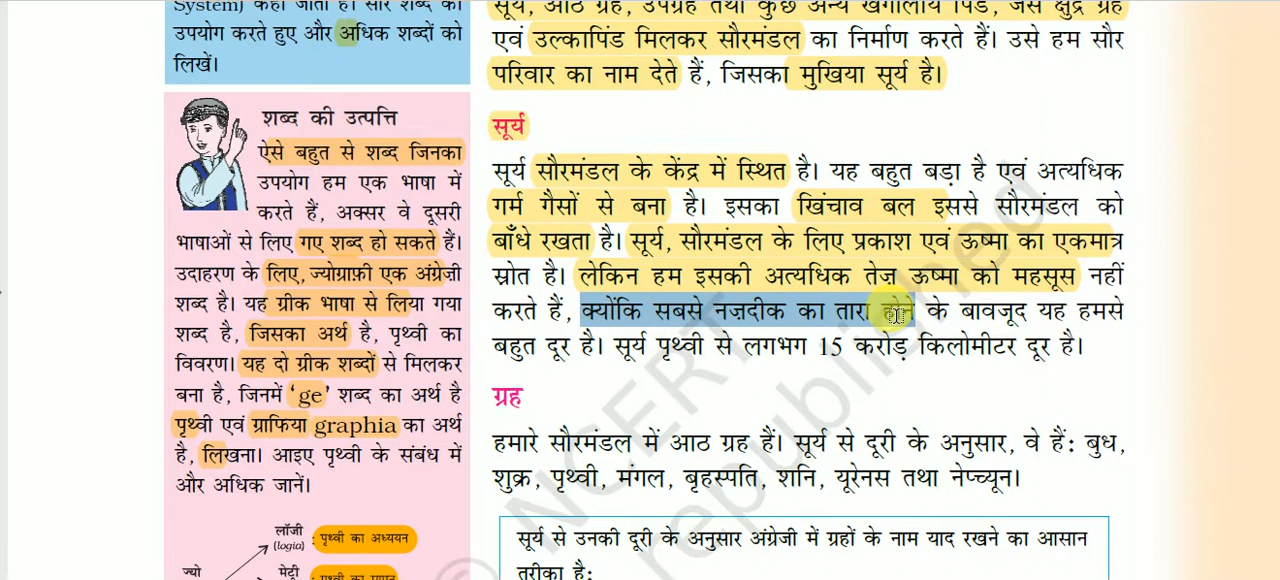 System) कहा जाता है। सौर शब्द का
उपयोग करते हुए और अधिक शब्दों को
लिखें।
शब्द की उत्पत्ति
ऐसे बहुत से शब्द जिनका
उपयोग हम एक भाषा में
करते हैं, अक्सर वे दूसरी
भाषाओं से लिए गए शब्द हो सकते हैं।
उदाहरण के लिए, ज्योग्राफ़ी एक अंग्रेज़ी
शब्द है। यह ग्रीक भाषा से लिया गया
शब्द है, जिसका अर्थ है, पृथ्वी का
विवरण। यह दो ग्रीक शब्दों से मिलकर
बना है, जिनमें ‘ge’ शब्द का अर्थ है
पृथ्वी एवं ग्राफिया graphia का अर्थ
है, लिखना। आइए पृथ्वी के संबंध में
और अधिक जानें।
लॉजी
(logia)
: पृथ्वी का अध्ययन
ज्यो
मेट्री
: पृथ्वी का मापन
सूर्य, आठ ग्रह, उपग्रह तथा कुछ अन्य खगोलीय पिंड, जैसे क्षुद्र ग्रह
एवं उल्कापिंड मिलकर सौरमंडल का निर्माण करते हैं। उसे हम सौर
परिवार का नाम देते हैं, जिसका मुखिया सूर्य है।
सूर्य
सूर्य सौरमंडल के केंद्र में स्थित है। यह बहुत बड़ा है एवं अत्यधिक
गर्म गैसों से बना है। इसका खिंचाव बल इससे सौरमंडल को
बाँधे रखता है। सूर्य, सौरमंडल के लिए प्रकाश एवं ऊष्मा का एकमात्र
स्रोत है। लेकिन हम इसकी अत्यधिक तेज़ ऊष्मा को महसूस नहीं
करते हैं, क्योंकि सबसे नज़दीक का तारा होने के बावजूद यह हमसे
बहुत दूर है। सूर्य पृथ्वी से लगभग 15 करोड़ किलोमीटर दूर है।
ग्रह
हमारे सौरमंडल में आठ ग्रह हैं। सूर्य से दूरी के अनुसार, वे हैं: बुध,
शुक्र, पृथ्वी, मंगल, बृहस्पति, शनि, यूरेनस तथा नेप्च्यून।
सूर्य से उनकी दूरी के अनुसार अंग्रेज़ी में ग्रहों के नाम याद रखने का आसान
तरीका है:
© NCERT
republished